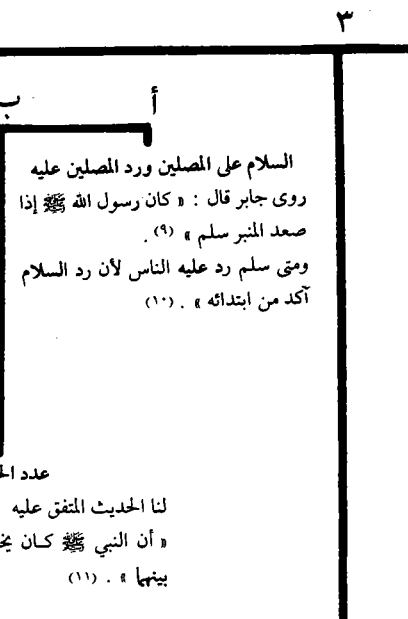 ٣
أ ب
السلام على المصلين ورد المصلين عليه
روى جابر قال : « كان رسول الله ﷺ إذا
صعد المنبر سلم » (٩) .
ومتى سلم رد عليه الناس لأن رد السلام
آكد من ابتدائه » . (١٠)
عدد
لنا الحديث المتفق عليه
« أن النبي ﷺ كان
بينهما » . (١١)